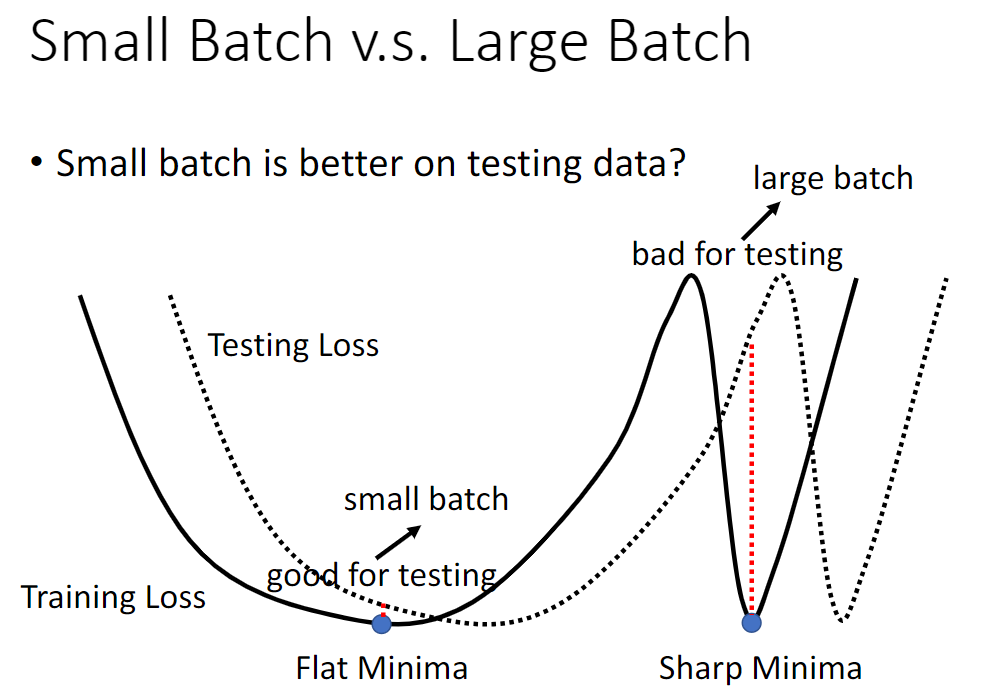 Small Batch v.s. Large Batch
• Small batch is better on testing data?
large batch
bad for testing
Testing Loss
small batch
good for testing
Training Loss
Flat Minima
Sharp Minima